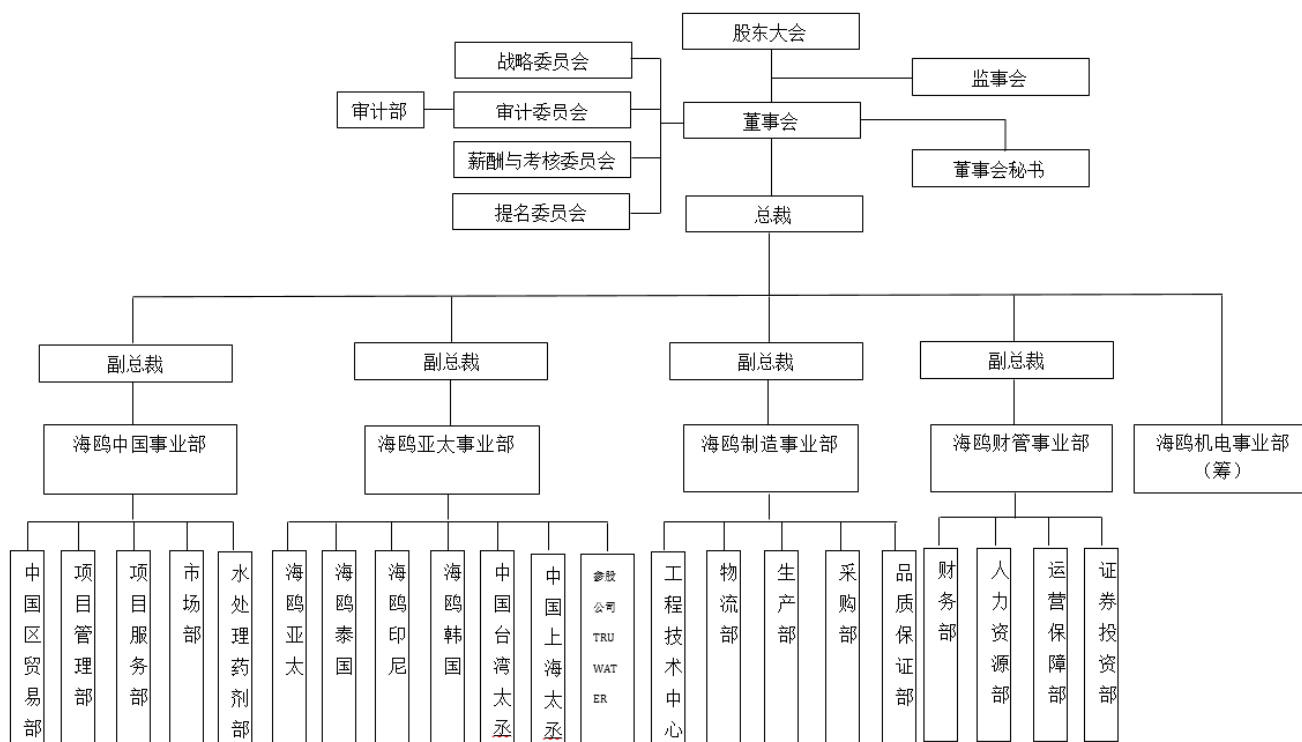 股东大会
战略委员会
监事会
审计部
审计委员会
董事会
薪酬与考核委员会
董事会秘书
提名委员会
总裁
副总裁
副总裁
副总裁
副总裁
海鸥中国事业部
海鸥亚太事业部
海鸥制造事业部
海鸥财管事业部
海鸥机电事业部
（筹）
中国区贸易部
项目管理部
项目服务部
市场部
水处理药剂部
海鸥亚太
海鸥泰国
海鸥印尼
海鸥韩国
中国台湾太丞
中国上海太丞
参股
公司
TRU
WAT
ER
工程技术中心
物流部
生产部
采购部
品质保证部
财务部
人力资源部
运营保障部
证券投资部